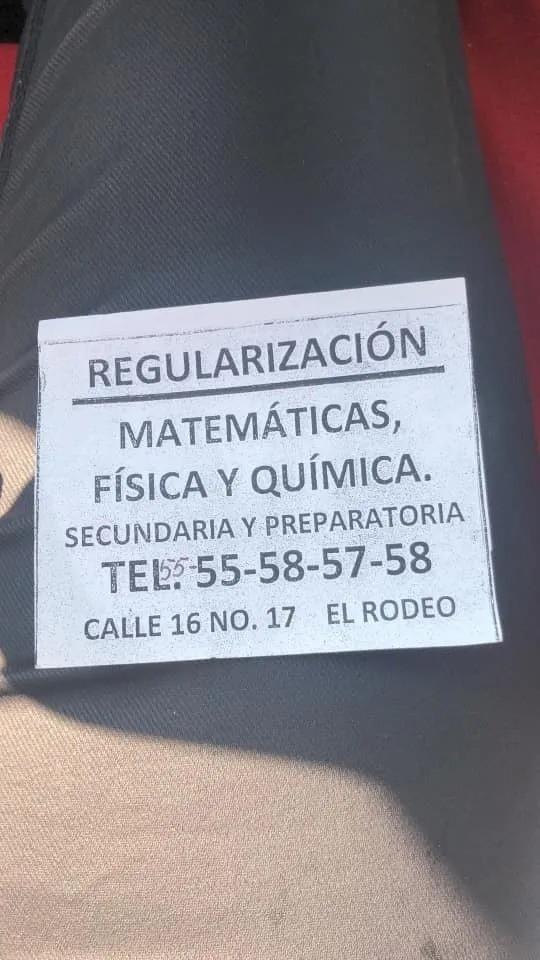 REGULARIZACIÓN
MATEMÁTICAS,
FÍSICA Y QUÍMICA.
SECUNDARIA Y PREPARATORIA
TEL. 55-55-58-57-58
CALLE 16 NO. 17 EL RODEO